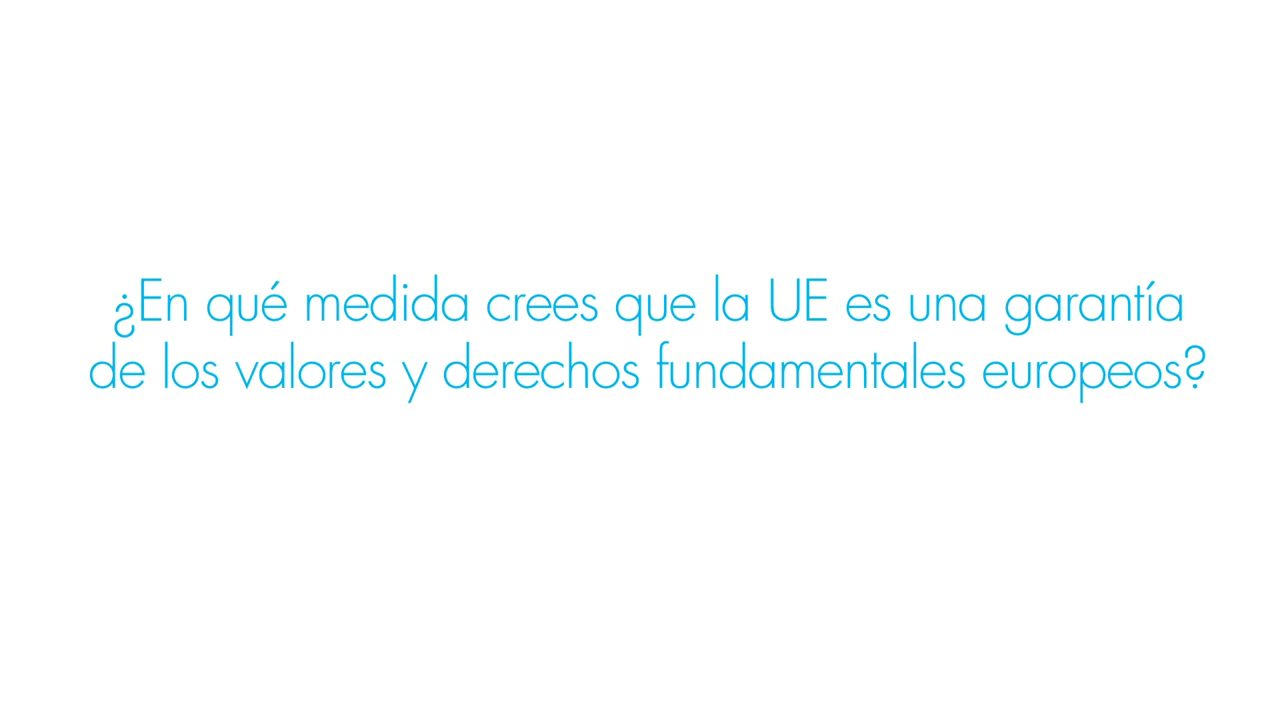 ¿En qué medida crees que la UE es una garantía
de los valores y derechos fundamentales europeos?